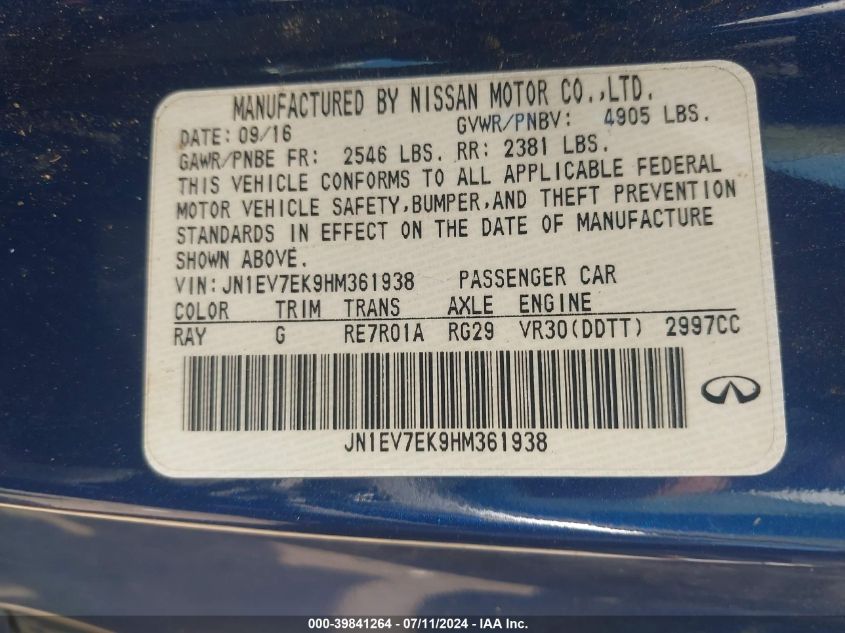 MANUFACTURED BY NISSAN MOTOR CO.,LTD.
DATE: 09/16 GVWR/PNBV: 4905 LBS.
GAWR/PNBE FR: 2546 LBS. RR: 2381 LBS.
THIS VEHICLE CONFORMS TO ALL APPLICABLE FEDERAL
MOTOR VEHICLE SAFETY,BUMPER,AND THEFT PREVENTION
STANDARDS IN EFFECT ON THE DATE OF MANUFACTURE
SHOWN ABOVE.
VIN:JN1EV7EK9HM361938 PASSENGER CAR
COLOR TRIM TRANS AXLE ENGINE
RAY G RE7R01A RG29 VR30(DDTT) 2997CC
JN1EV7EK9HM361938
000-39841264 - 07/11/2024 - IAA Inc.